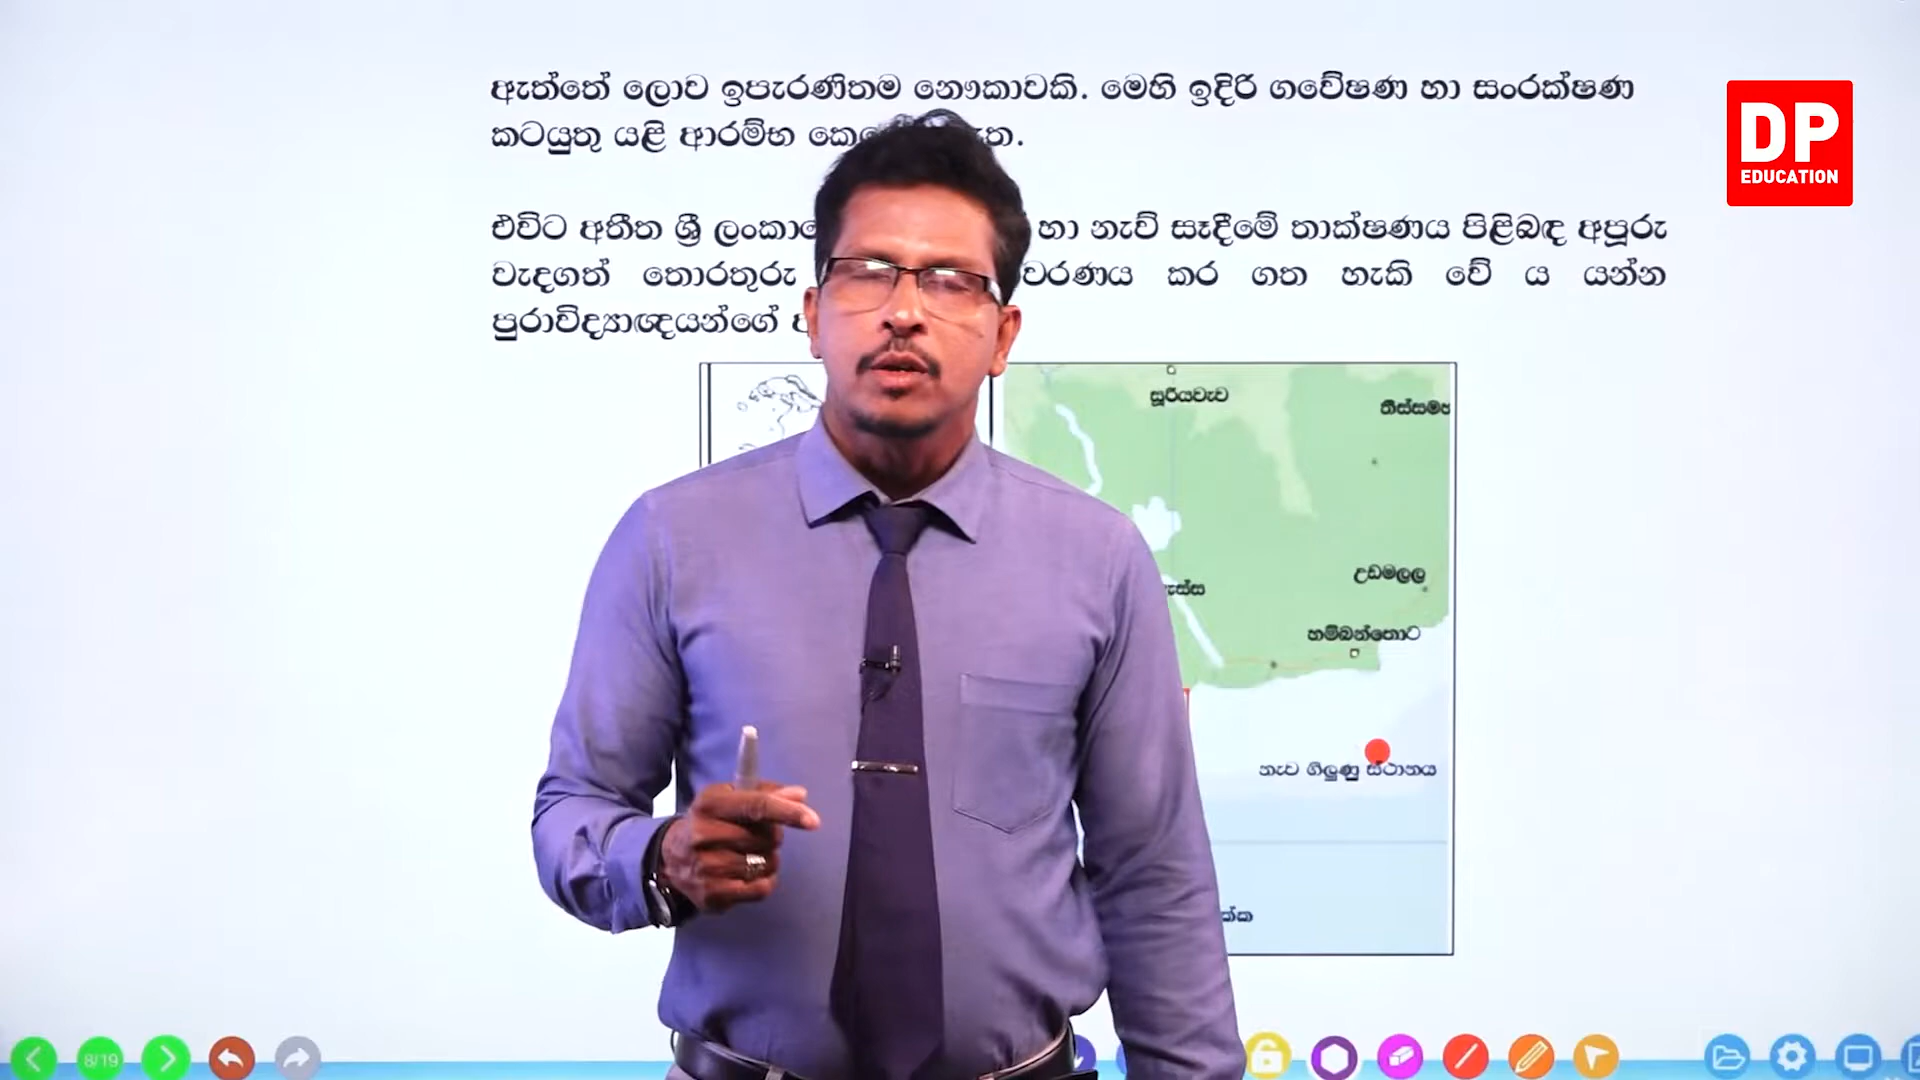 ඇත්තේ ලොව ඉපැරණිතම නෞකාවකි. මෙහි ඉදිරි ගවේෂණ හා සංරක්ෂණ
කටයුතු යළි ආරම්භ
එවිට අතීත ශ්‍රී හා නැව් සෑදීමේ තාක්ෂණය පිළිබඳ අපූරු
වැදගත් තොරතුරු කර ගත හැකි වේ ය යන්න
පුරාවිද්‍යාඥයන්ගේ
සූරියවැව
උඩමලල
හම්බන්තොට
නැව ගිලුණු ස්ථානය
DP
EDUCATION
8/19